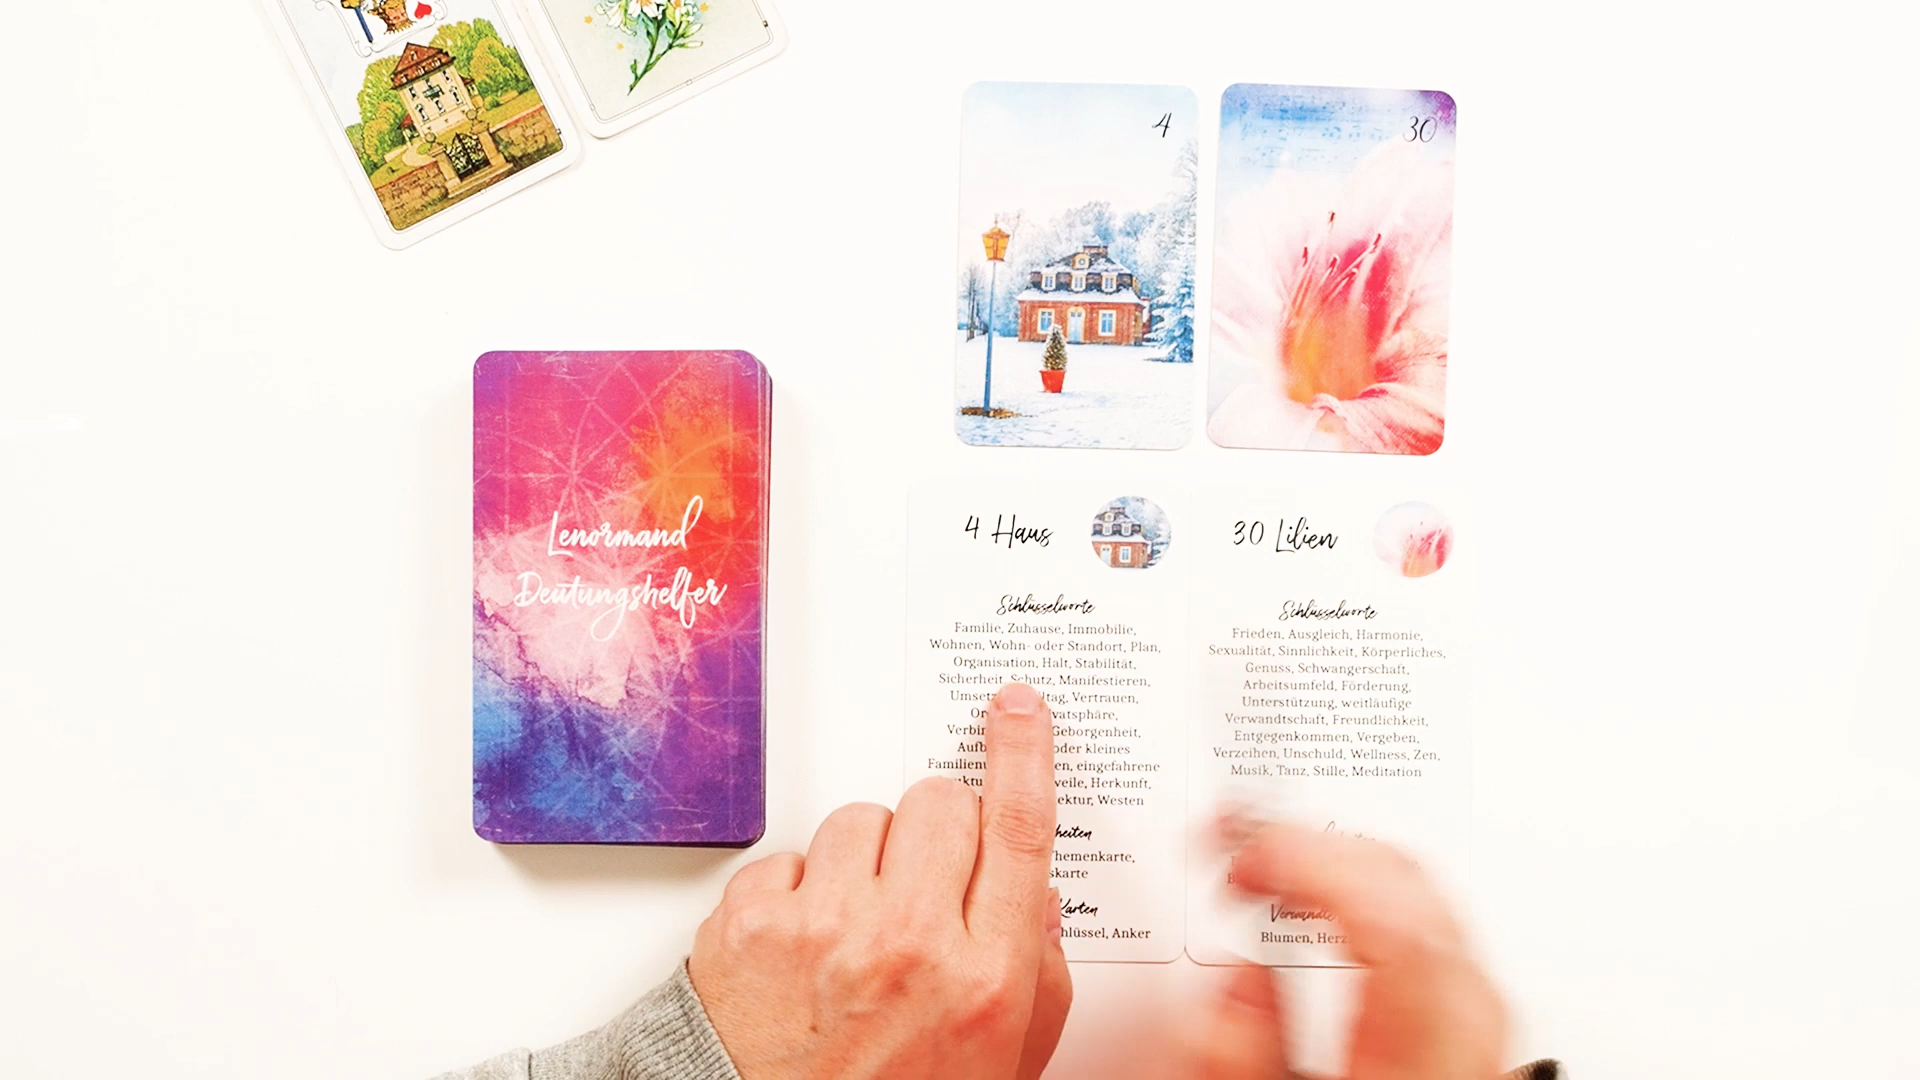 4
30
Lenormand
Deutungshelfer
4 Haus
Schlüsselworte
Familie, Zuhause, Immobilie,
Wohnen, Wohn- oder Standort, Plan,
Organisation, Halt, Stabilität,
Sicherheit, Schutz, Manifestieren,
Vertrauen,
Geborgenheit,
oder kleines
eingefahrene
Herkunft,
Westen
Themenkarte,
Karten
Anker
30 Lilien
Schlüsselworte
Frieden, Ausgleich, Harmonie,
Sexualität, Sinnlichkeit, Körperliches,
Genuss, Schwangerschaft,
Arbeitsumfeld, Förderung,
Unterstützung, weitläufige
Verwandtschaft, Freundlichkeit,
Entgegenkommen, Vergeben,
Verzeihen, Unschuld, Wellness, Zen,
Musik, Tanz, Stille, Meditation
Verwandte
Blumen, Herz